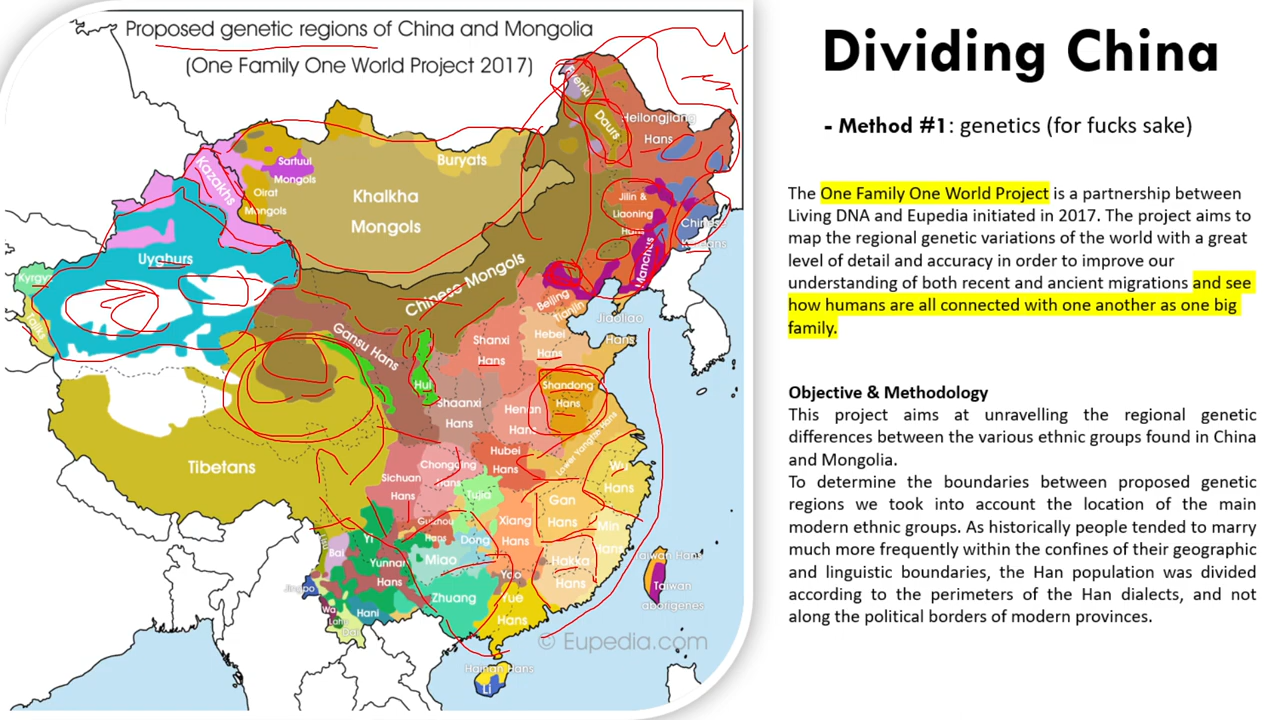 Proposed genetic regions of China and Mongolia
(One Family One World Project 2017)
Dividing China
- Method #1: genetics (for fucks sake)
The One Family One World Project is a partnership between
Living DNA and Eupedia initiated in 2017. The project aims to
map the regional genetic variations of the world with a great
level of detail and accuracy in order to improve our
understanding of both recent and ancient migrations and see
how humans are all connected with one another as one big
family.
Objective & Methodology
This project aims at unravelling the regional genetic
differences between the various ethnic groups found in China
and Mongolia.
To determine the boundaries between proposed genetic
regions we took into account the location of the main
modern ethnic groups. As historically people tended to marry
much more frequently within the confines of their geographic
and linguistic boundaries, the Han population was divided
according to the perimeters of the Han dialects, and not
along the political borders of modern provinces.
Daurs
Heilongjiang
Hans
Kazakhs
Sartuul
Mongols
Oirat
Mongols
Buryats
Khalkha
Mongols
Jilin &
Liaoning
Manchus
Uyghurs
Chinese Mongols
Beijing
Tianjin
Gansu Hans
Hui
Shanxi
Hans
Hebei
Hans
Jiaoliao
Hans
Shandong
Hans
Shaanxi
Hans
Henan
Hans
Tibetans
Chongqing
Hans
Hubei
Hans
Lower Yangtze Hans
Wu
Hans
Sichuan
Hans
Tujia
Gan
Hans
Guizhou
Hans
Xiang
Hans
Min
Hans
Yi
Bai
Yunnan
Hans
Dong
Miao
Hakka
Hans
Taiwan Hans
Taiwan
aborigenes
Yao
Zhuang
Yue
Hans
Jingpo
Wa
Hani
© Eupedia.com
Hainan Hans
Li